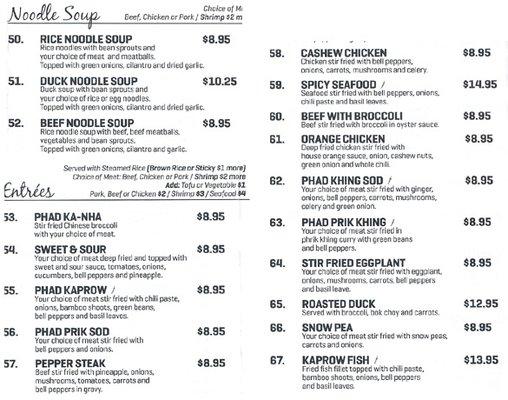 Noodle Soup
Choice of M
Beef, Chicken or Pork / Shrimp $2 m
50. RICE NOODLE SOUP $8.95
Rice noodles with bean sprouts and
your choice of meat and meatballs.
Topped with green onions, cilantro and dried garlic.
51. DUCK NOODLE SOUP $10.25
Duck soup with bean sprouts and
your choice of rice or egg noodles.
Topped with green onions, cilantro and dried garlic.
52. BEEF NOODLE SOUP $8.95
Rice noodle soup with beef, beef meatballs,
vegetables and bean sprouts.
Topped with green onions, cilantro and dried garlic.
Served with Steamed Rice (Brown Rice or Sticky $1 more)
Choice of Meat: Beef, Chicken or Pork / Shrimp $2 more
Add: Tofu or Vegetable $1
Entrées
Pork, Beef or Chicken $2 / Shrimp $3 / Seafood $4
53. PHAD KA-NHA $8.95
Stir fried Chinese broccoli
with your choice of meat.
54. SWEET & SOUR $8.95
Your choice of meat deep fried and topped with
sweet and sour sauce, tomatoes, onions,
cucumbers, bell peppers and pineapple.
55. PHAD KAPROW / $8.95
Your choice of meat stir fried with chili paste,
onions, bamboo shoots, green beans,
bell peppers and basil leaves.
56. PHAD PRIK SOD $8.95
Your choice of meat stir fried with
bell peppers and onions.
57. PEPPER STEAK $8.95
Beef stir fried with pineapple, onions,
mushrooms, tomatoes, carrots and
bell peppers in gravy.
58. CASHEW CHICKEN $8.95
Chicken stir fried with bell peppers,
onions, carrots, mushrooms and celery.
59. SPICY SEAFOOD / $14.95
Seafood stir fried with bell peppers, onions,
chili paste and basil leaves.
60. BEEF WITH BROCCOLI $8.95
Beef stir fried with broccoli in oyster sauce.
61. ORANGE CHICKEN $8.95
Deep fried chicken stir fried with
house orange sauce, onion, cashew nuts,
green onion and whole chili.
62. PHAD KHING SOD / $8.95
Your choice of meat stir fried with ginger,
onions, bell peppers, carrots, mushrooms,
celery and green onion.
63. PHAD PRIK KHING / $8.95
Your choice of meat stir fried in
phrik khing curry with green beans
and bell peppers.
64. STIR FRIED EGGPLANT $8.95
Your choice of meat stir fried with eggplant,
onions, mushrooms, carrots, bell peppers,
and basil leaf.
65. ROASTED DUCK $12.95
Served with broccoli, bok choy and carrots.
66. SNOW PEA $8.95
Your choice of meat stir fried with snow peas,
carrots and onions.
67. KAPROW FISH / $13.95
Fried fish fillet topped with chili paste,
bamboo shoots, onions, bell peppers
and basil leaves.